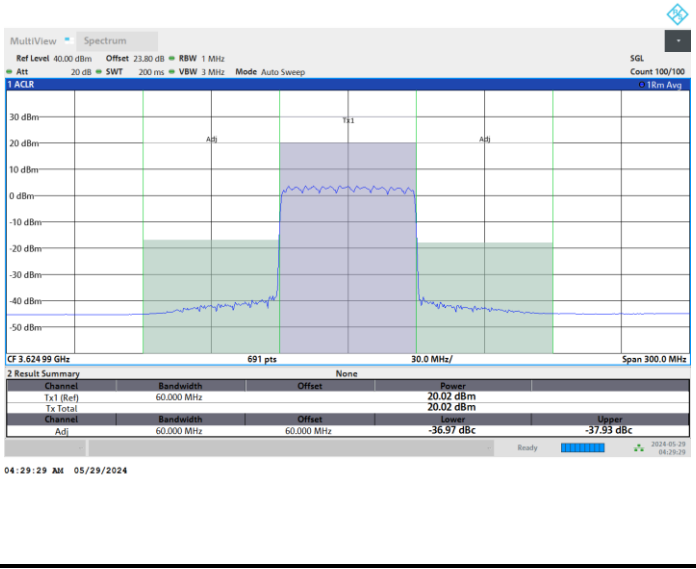 MultiView Spectrum
Ref Level 40.00 dBm Offset 23.80 dB RBW 1 MHz SGL
Att 20 dB SWT 200 ms VBW 3 MHz Mode Auto Sweep Count 100/100
1 ACLR 1Rm Avg
30 dBm
Tx1
20 dBm
Adj Adj
10 dBm
0 dBm
-10 dBm
-20 dBm
-30 dBm
-40 dBm
-50 dBm
CF 3.624 99 GHz 691 pts 30.0 MHz/ Span 300.0 MHz
2 Result Summary None
Channel Bandwidth Offset Power
Tx1 (Ref) 60.000 MHz 20.02 dBm
Tx Total 20.02 dBm
Channel Bandwidth Offset Lower Upper
Adj 60.000 MHz 60.000 MHz -36.97 dBc -37.93 dBc
Ready 2024-05-29
04:29:29
04:29:29 AM 05/29/2024